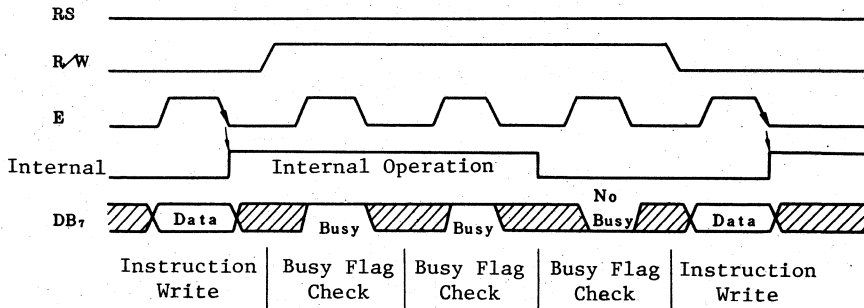 RS
R/W
E
Internal
Internal Operation
DB7
Data
Busy
Busy
No
Busy
Data
Instruction
Write
Busy Flag
Check
Busy Flag
Check
Busy Flag
Check
Instruction
Write